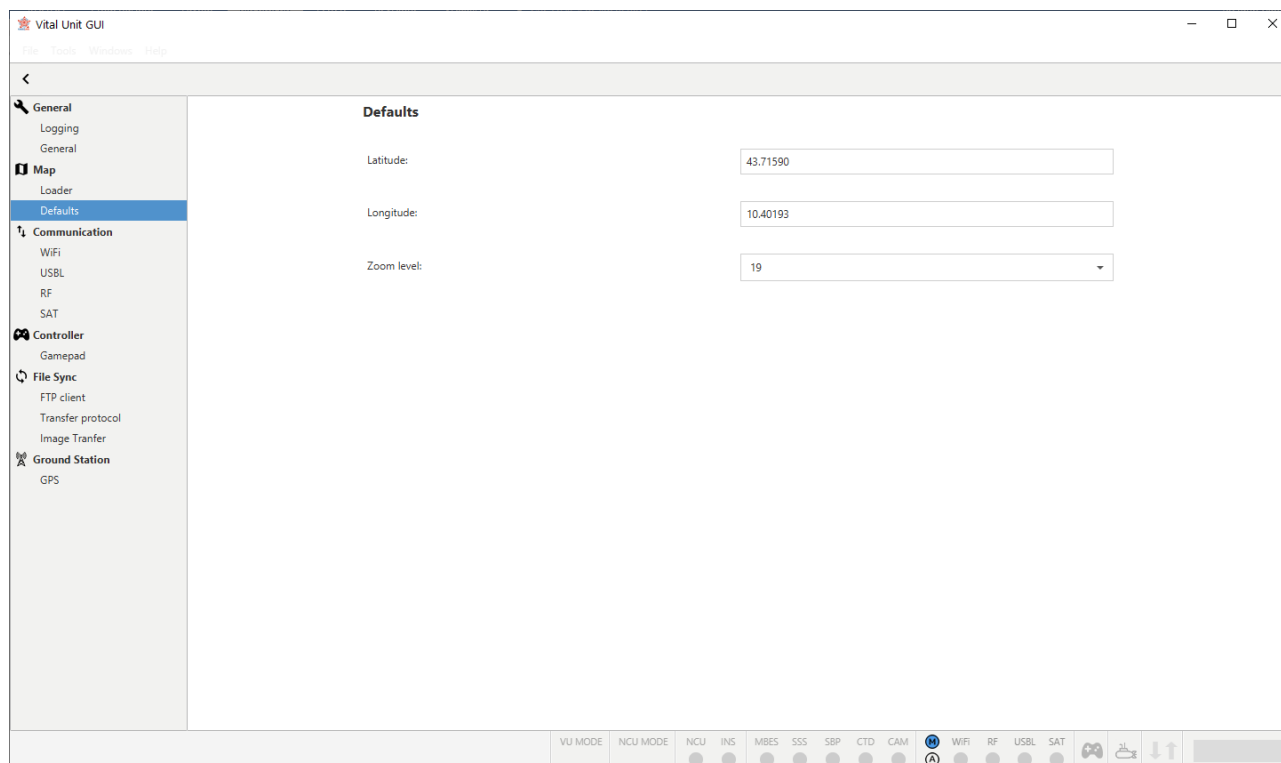 Vital Unit GUI
File Tools Windows Help
General
Logging
General
Map
Loader
Defaults
Communication
WiFi
USBL
RF
SAT
Controller
Gamepad
File Sync
FTP client
Transfer protocol
Image Tranfer
Ground Station
GPS
Defaults
Latitude: 43.71590
Longitude: 10.40193
Zoom level: 19
VU MODE NCU MODE NCU INS MBES SSS SBP CTD CAM M WiFi RF USBL SAT
A